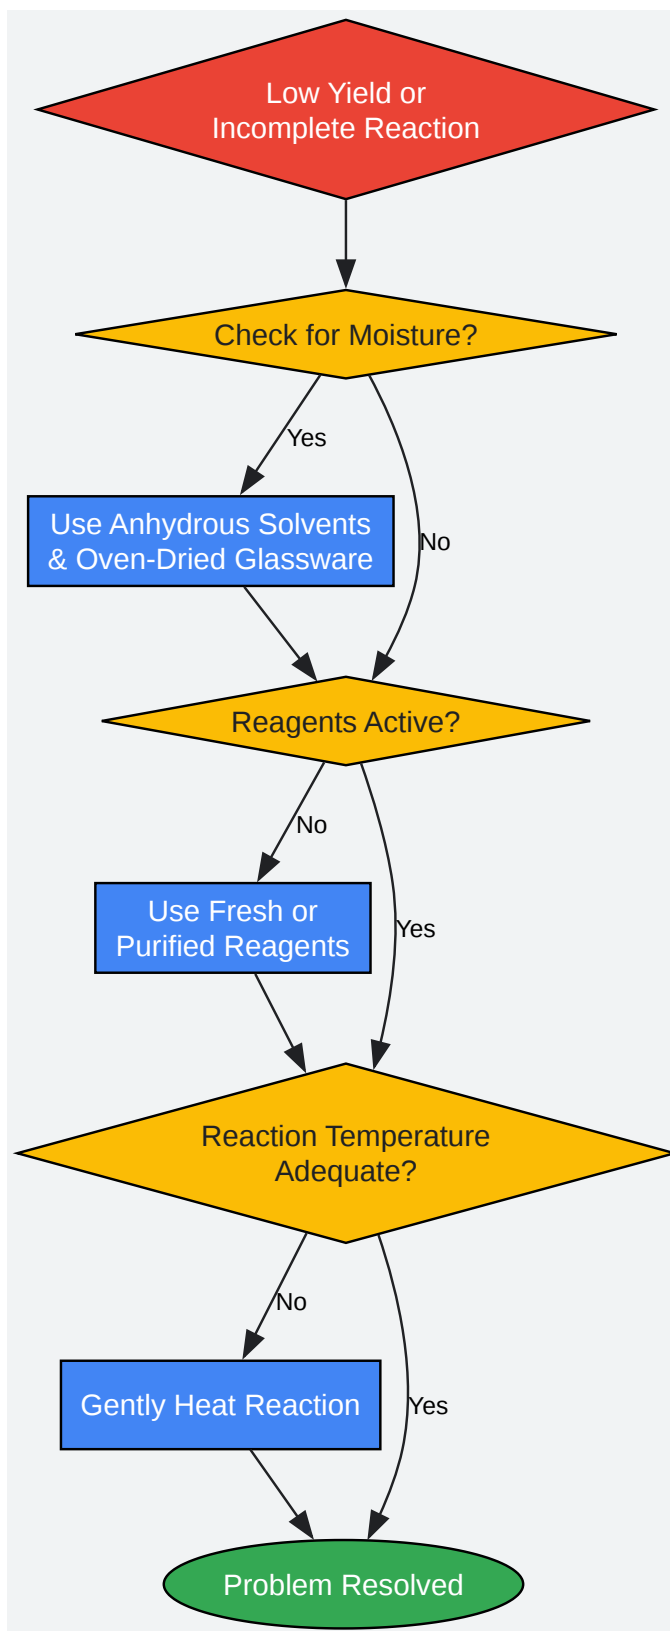 Low Yield or
Incomplete Reaction
Check for Moisture?
Yes
Use Anhydrous Solvents
& Oven-Dried Glassware
No
Reagents Active?
No
Use Fresh or
Purified Reagents
Yes
Reaction Temperature
Adequate?
No
Gently Heat Reaction
Yes
Problem Resolved